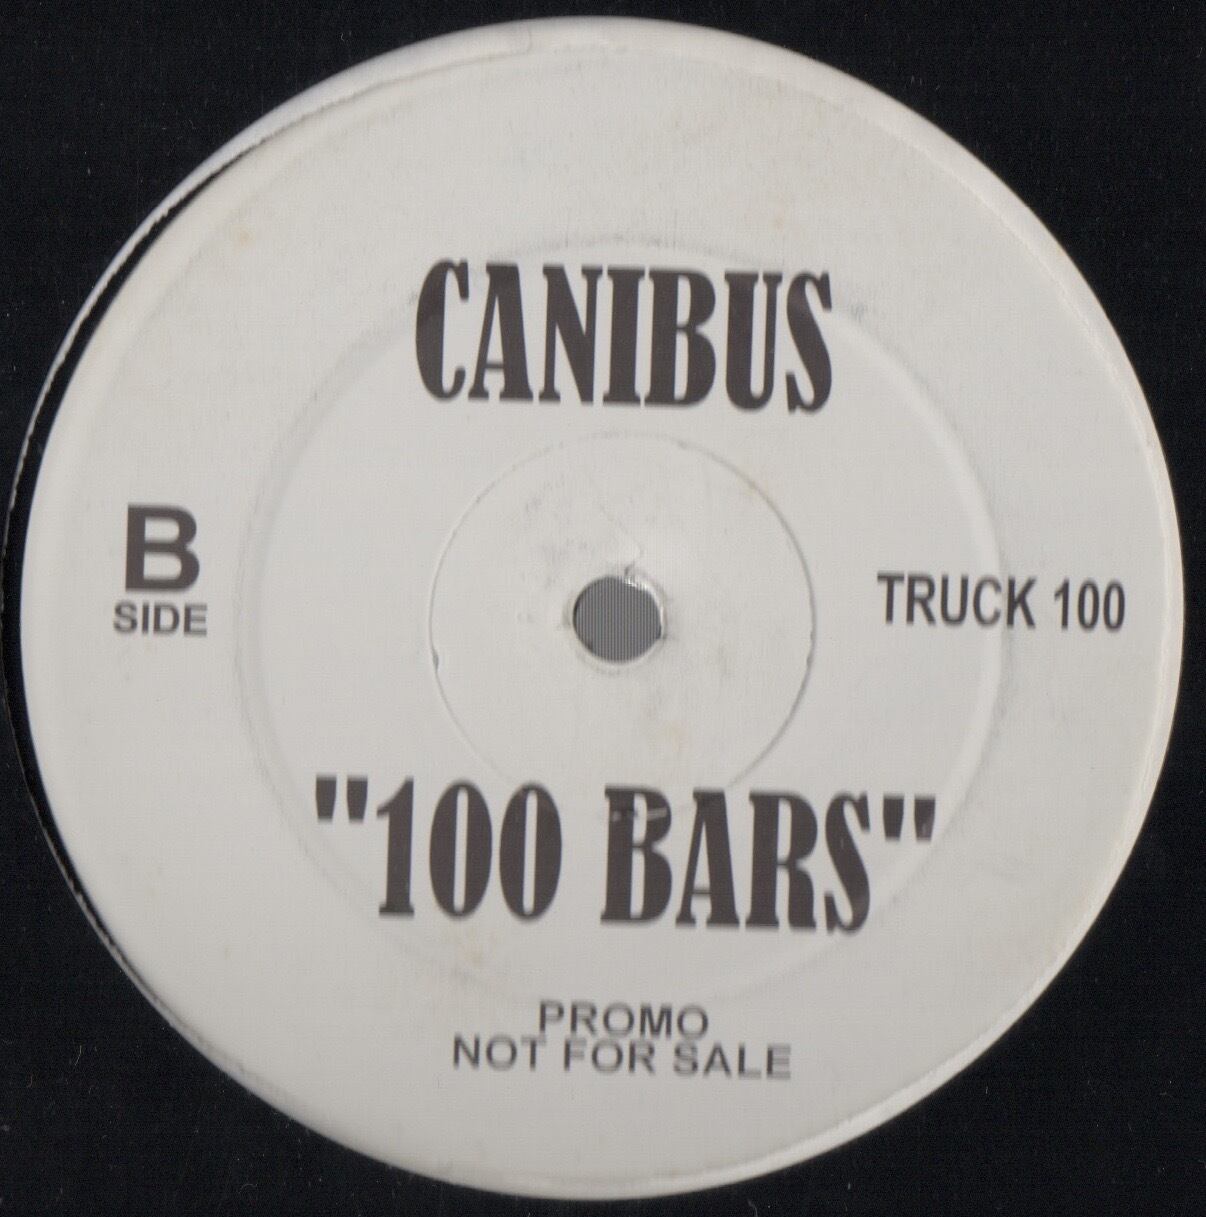 CANIBUS
B
SIDE
TRUCK 100
"100 BARS"
PROMO
NOT FOR SALE